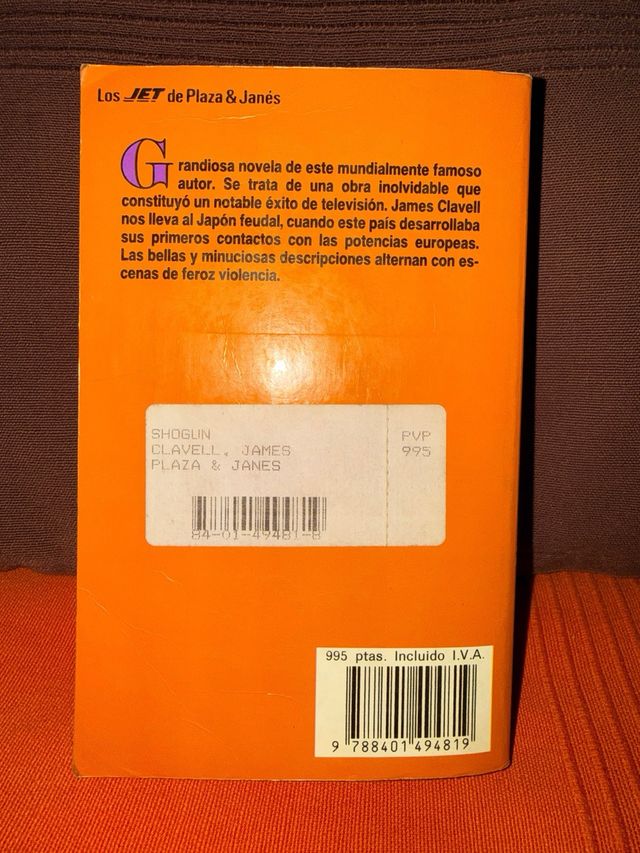 Los JET de Plaza & Janés
Grandiosa novela de este mundialmente famoso
autor. Se trata de una obra inolvidable que
constituyó un notable éxito de televisión. James Clavell
nos lleva al Japón feudal, cuando este país desarrollaba
sus primeros contactos con las potencias europeas.
Las bellas y minuciosas descripciones alternan con es-
cenas de feroz violencia.
SHOGUN PVP
CLAVELL, JAMES 995
PLAZA & JANES
84-01-49481-8
995 ptas. Incluido I.V.A.
9 788401 494819